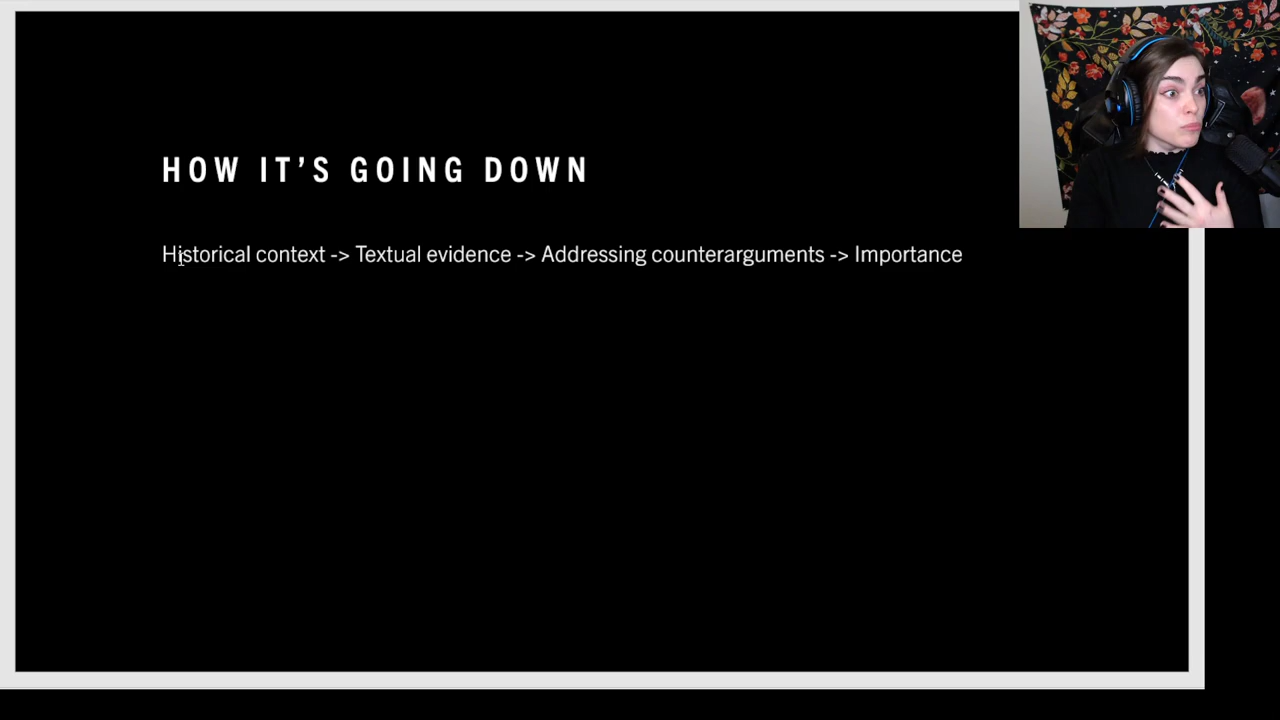 HOW IT’S GOING DOWN
Historical context -> Textual evidence -> Addressing counterarguments -> Importance